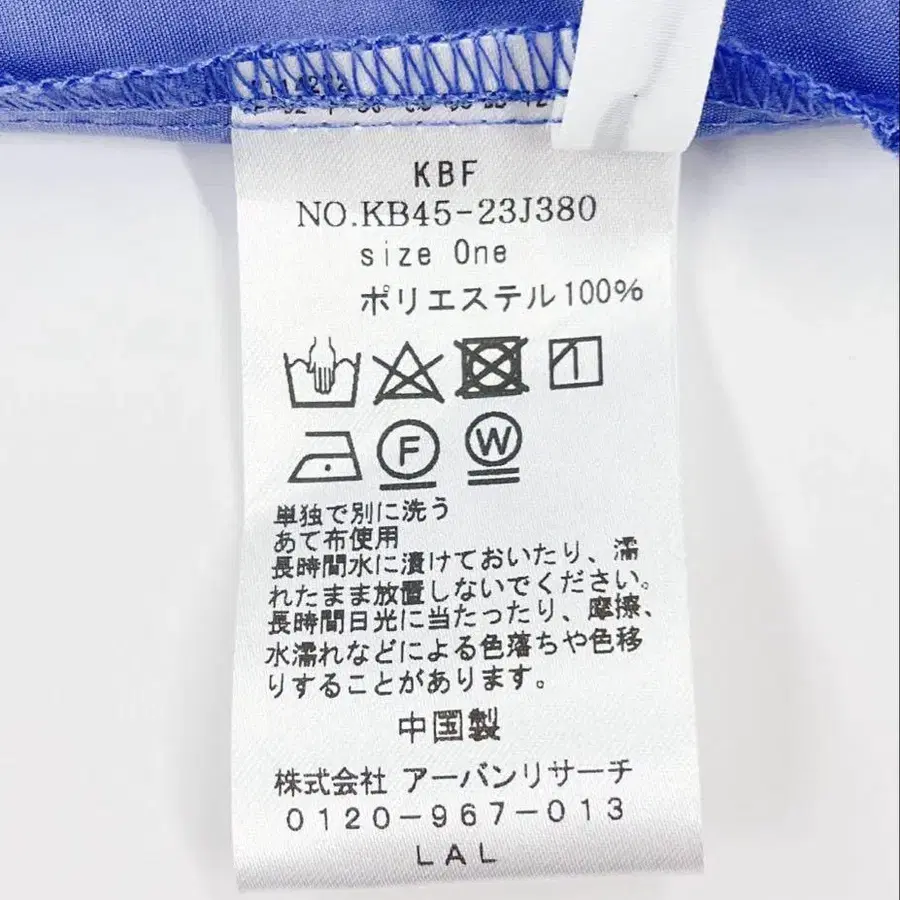 KBF
NO.KB45-23J380
size One
ポリエステル100%
F
W
単独で別に洗う
あて布使用
長時間水に漬けておいたり、濡
れたまま放置しないでください。
長時間日光に当たったり、摩擦、
水濡れなどによる色落ちや色移
りすることがあります。
中国製
株式会社 アーバンリサーチ
0120-967-013
LAL